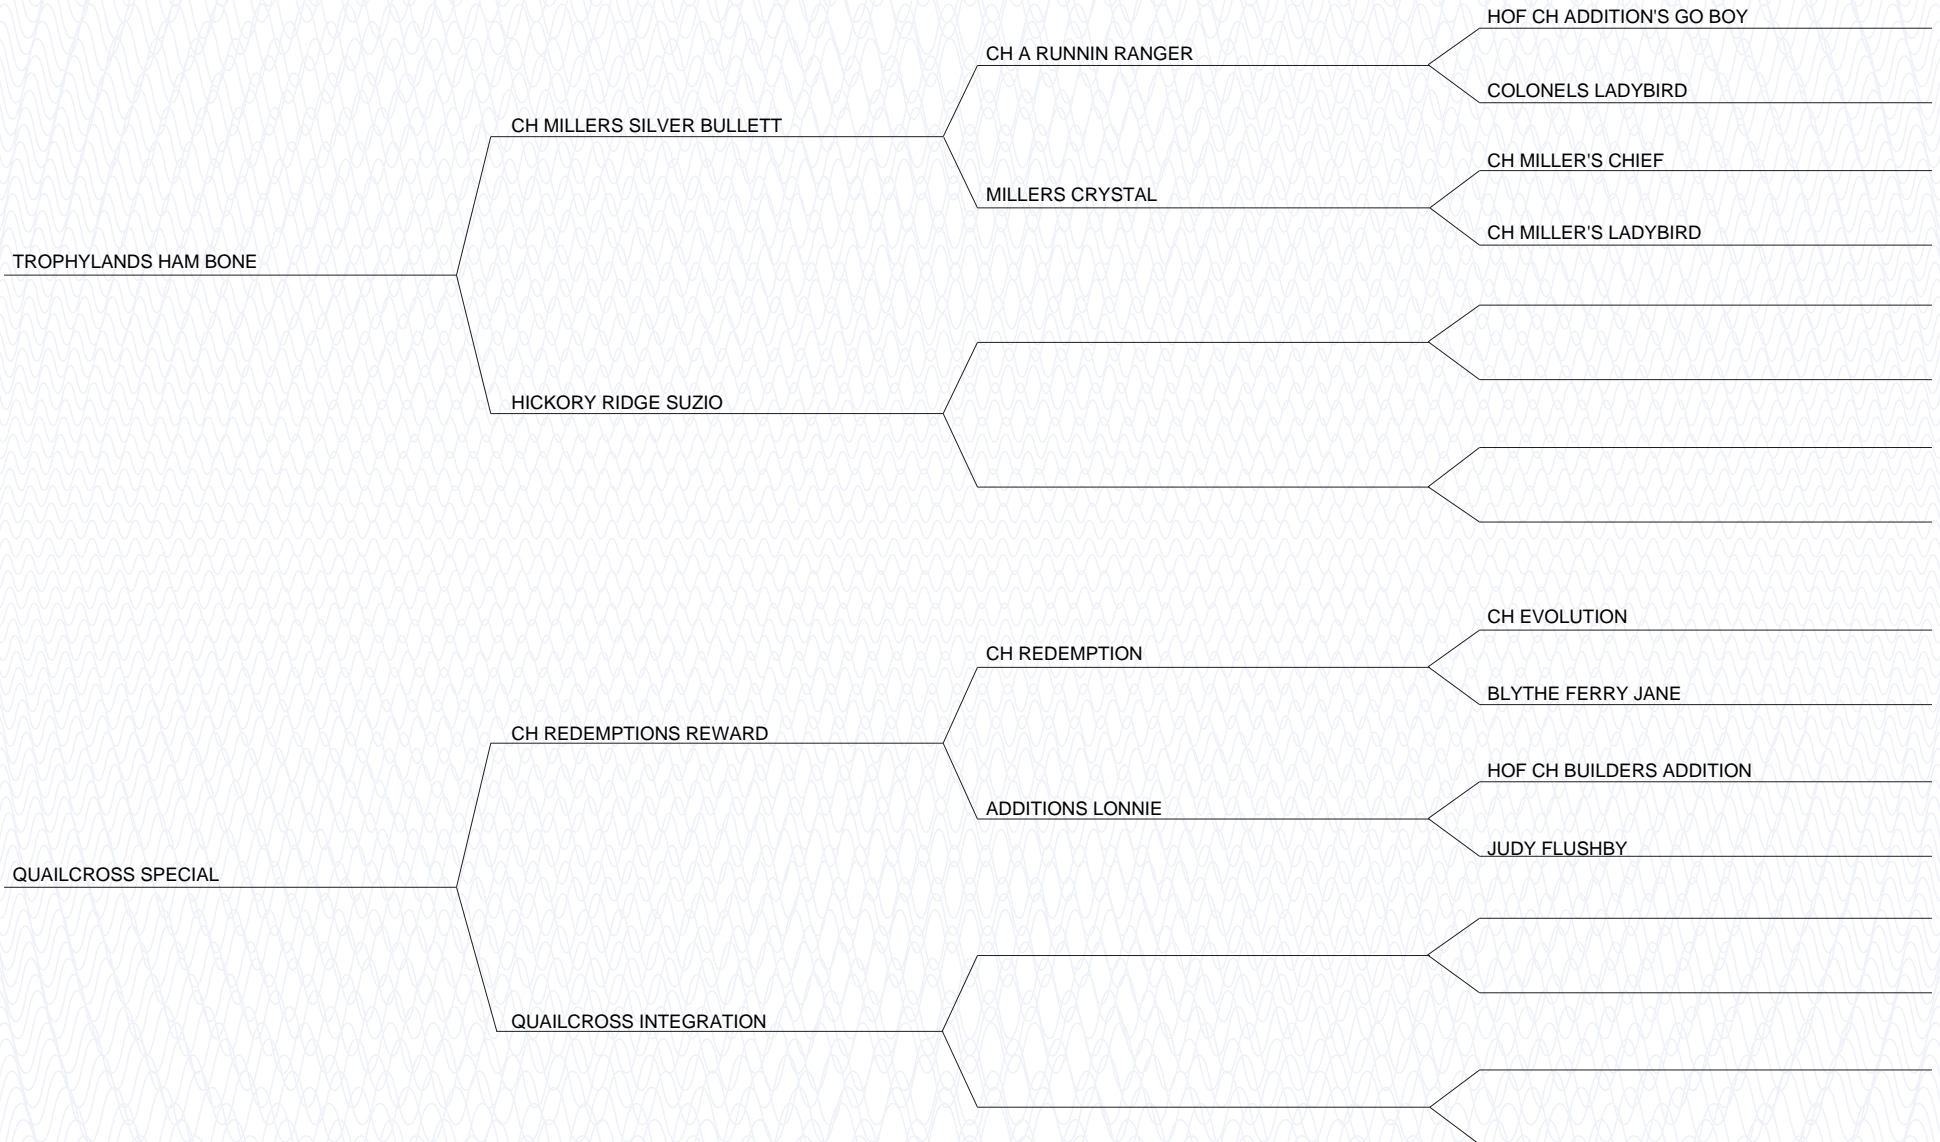 HOF CH ADDITION'S GO BOY
CH A RUNNIN RANGER
COLONELS LADYBIRD
CH MILLERS SILVER BULLETT
CH MILLER'S CHIEF
MILLERS CRYSTAL
CH MILLER'S LADYBIRD
TROPHYLANDS HAM BONE
HICKORY RIDGE SUZIO
CH EVOLUTION
CH REDEMPTION
BLYTHE FERRY JANE
CH REDEMPTIONS REWARD
HOF CH BUILDERS ADDITION
ADDITIONS LONNIE
JUDY FLUSHBY
QUAILCROSS SPECIAL
QUAILCROSS INTEGRATION